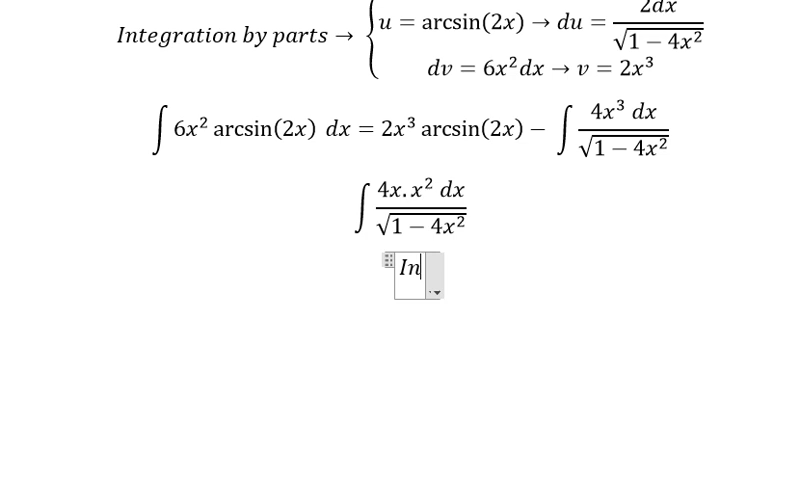 Integration by parts → { u = arcsin(2x) → du = 2dx / √1 − 4x²
dv = 6x²dx → v = 2x³
∫ 6x² arcsin(2x) dx = 2x³ arcsin(2x) − ∫ 4x³ dx / √1 − 4x²
∫ 4x.x² dx / √1 − 4x²
In